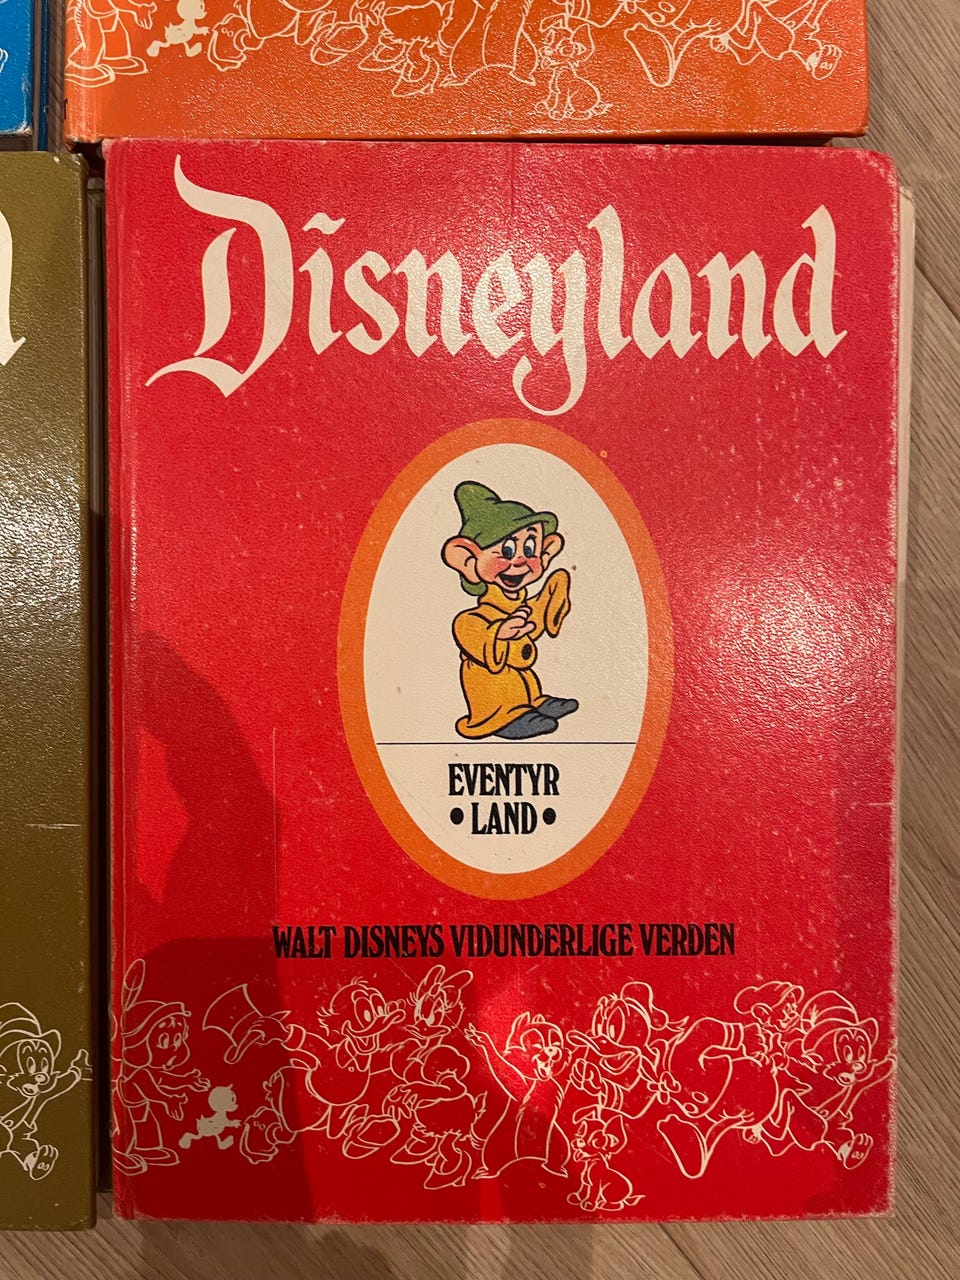 Disneyland
EVENTYR
• LAND •
WALT DISNEYS VIDUNDERLIGE VERDEN